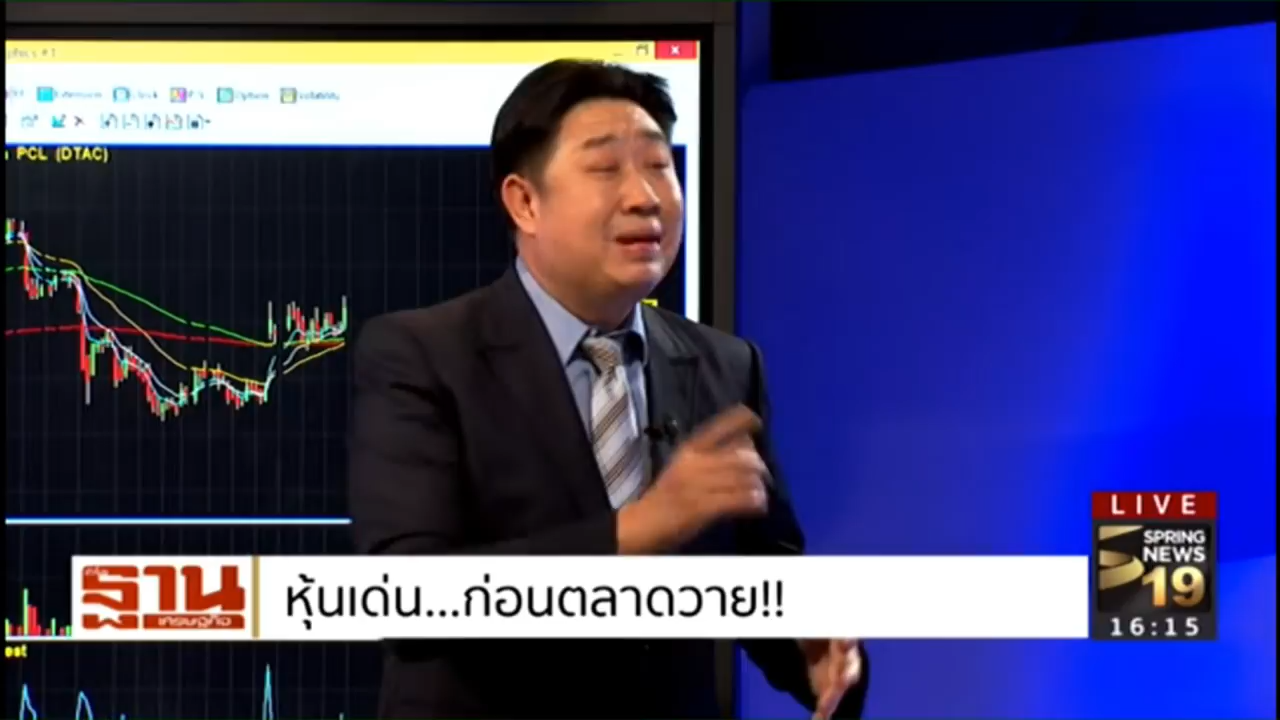 PCL (DTAC)
LIVE
SPRING
NEWS
19
ฐาน
เศรษฐกิจ
หุ้นเด่น...ก่อนตลาดวาย!!
16:15
est